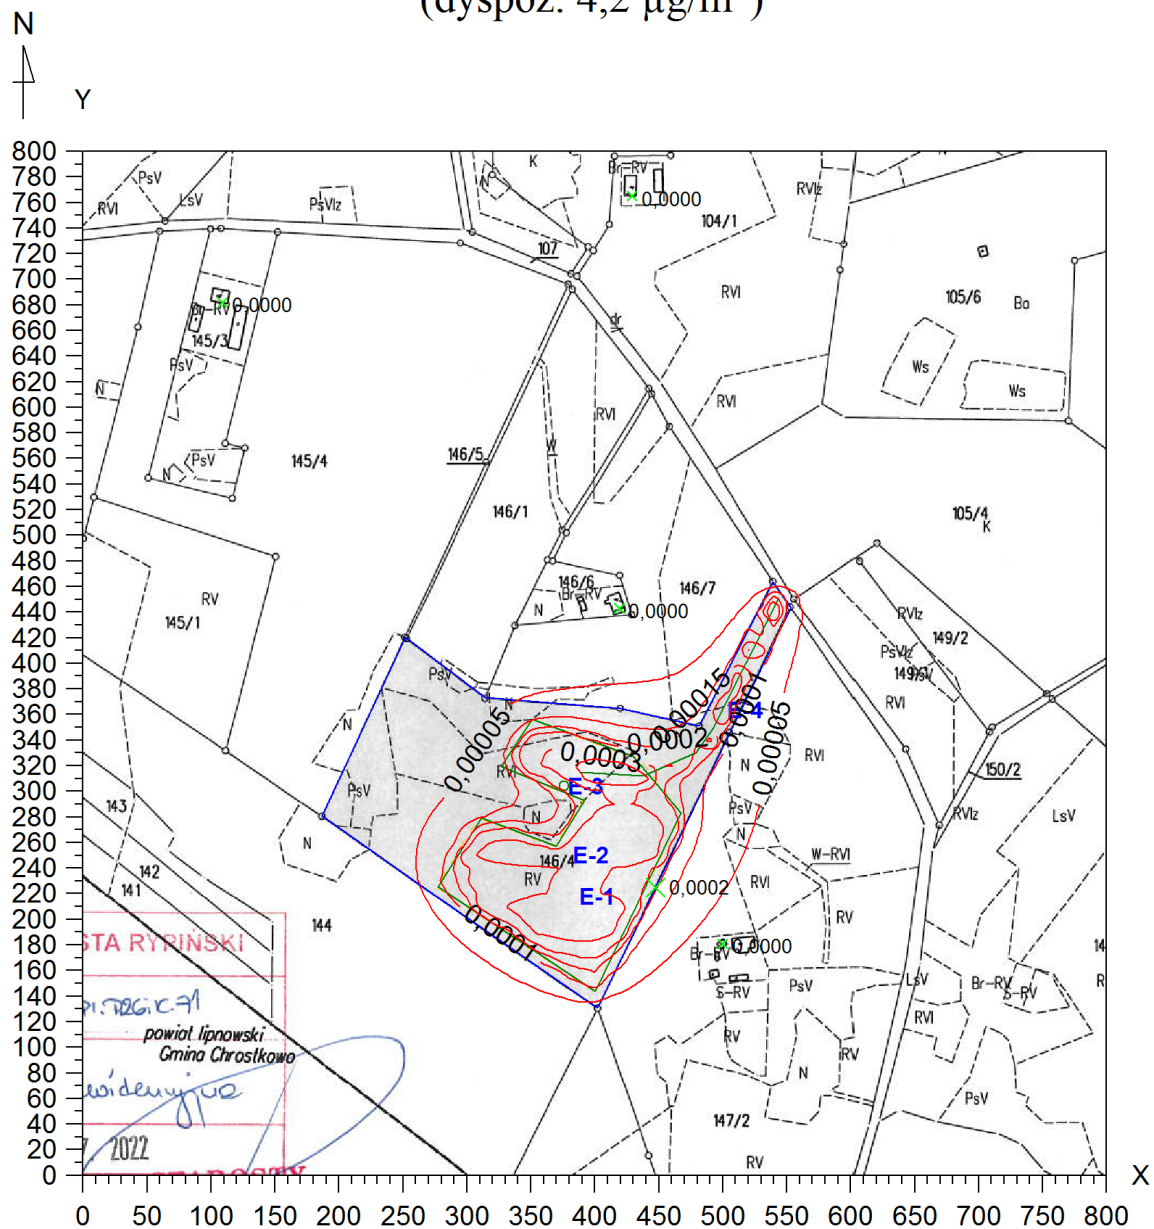 (dyspoz. 4,2 µg/m³)
N
Y
800
780
760
740
720
700
680
660
640
620
600
580
560
540
520
500
480
460
440
420
400
380
360
340
320
300
280
260
240
220
200
180
160
140
120
100
80
60
40
20
0
0 50 100 150 200 250 300 350 400 450 500 550 600 650 700 750 800
X
PsV
LsV
RVI
PsVIz
N
K
Br-RV
0,0000
RVIz
104/1
107
RVI
105/6
Ba
Br-RV
0,0000
145/3
dr
PsV
Ws
Ws
N
RVI
RVI
W
PsV
N
145/4
146/5
146/1
105/4
K
146/6
146/7
Br-RV
N
0,0000
RV
145/1
RVIz
149/2
PsVIz
149/1
RVI
PsV
N
N
0,00015
0,0001
E-4
0,00005
0,00005
0,0002
0,0003
RVI
E-3
PsV
N
RVI
N
150/2
143
PsV
N
RVIz
LsV
N
146/4
E-2
W-RVI
142
141
RV
E-1
0,0002
RVI
RV
0,0001
144
0,0000
Br-RV
STA RYPIŃSKI
S-RV
PsV
LsV
Br-RV
S-RV
14
R
RVI
powiat lipnowski
Gmina Chrostkowo
RV
RV
N
PsV
147/2
2022
RV
STAROSTY